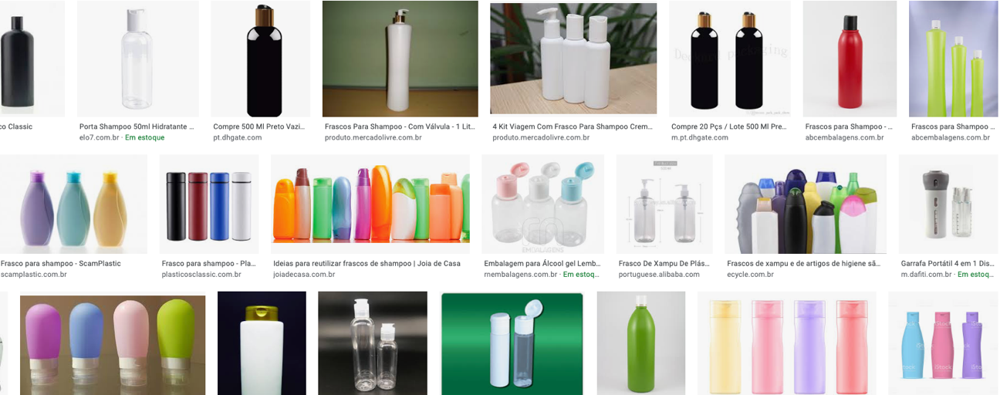 co Classic
Porta Shampoo 50ml Hidratante ...
elo7.com.br · Em estoque
Compre 500 Ml Preto Vazi...
pt.dhgate.com
Frascos Para Shampoo - Com Válvula - 1 Lit...
produto.mercadolivre.com.br
4 Kit Viagem Com Frasco Para Shampoo Crem...
produto.mercadolivre.com.br
Compre 20 Pçs / Lote 500 Ml Pre...
m.pt.dhgate.com
Frascos para Shampoo - ...
abcembalagens.com.br
Frascos para Shampoo ...
abcembalagens.com.br
Frasco para shampoo - ScamPlastic
scamplastic.com.br
Frasco para shampoo - Pla...
plasticosclassic.com.br
Ideias para reutilizar frascos de shampoo | Joia de Casa
joiadecasa.com.br
EMBALAGENS
Embalagem para Álcool gel Lemb...
rnembalagens.com.br · Em estoq...
Frasco De Xampu De Plás...
portuguese.alibaba.com
Frascos de xampu e de artigos de higiene sã...
ecycle.com.br
Garrafa Portátil 4 em 1 Dis...
m.dafiti.com.br · Em estoq...
iStock
iStock
iStock